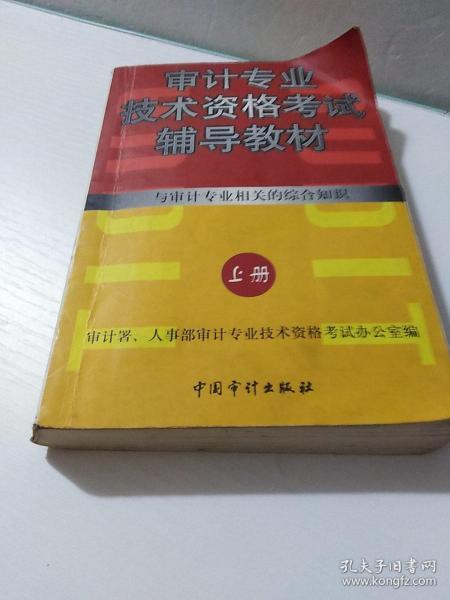 审计专业
技术资格考试
辅导教材
与审计专业相关的综合知识
上册
审计署、人事部审计专业技术资格考试办公室编
中国审计出版社
孔夫子旧书网
www.kongfz.com